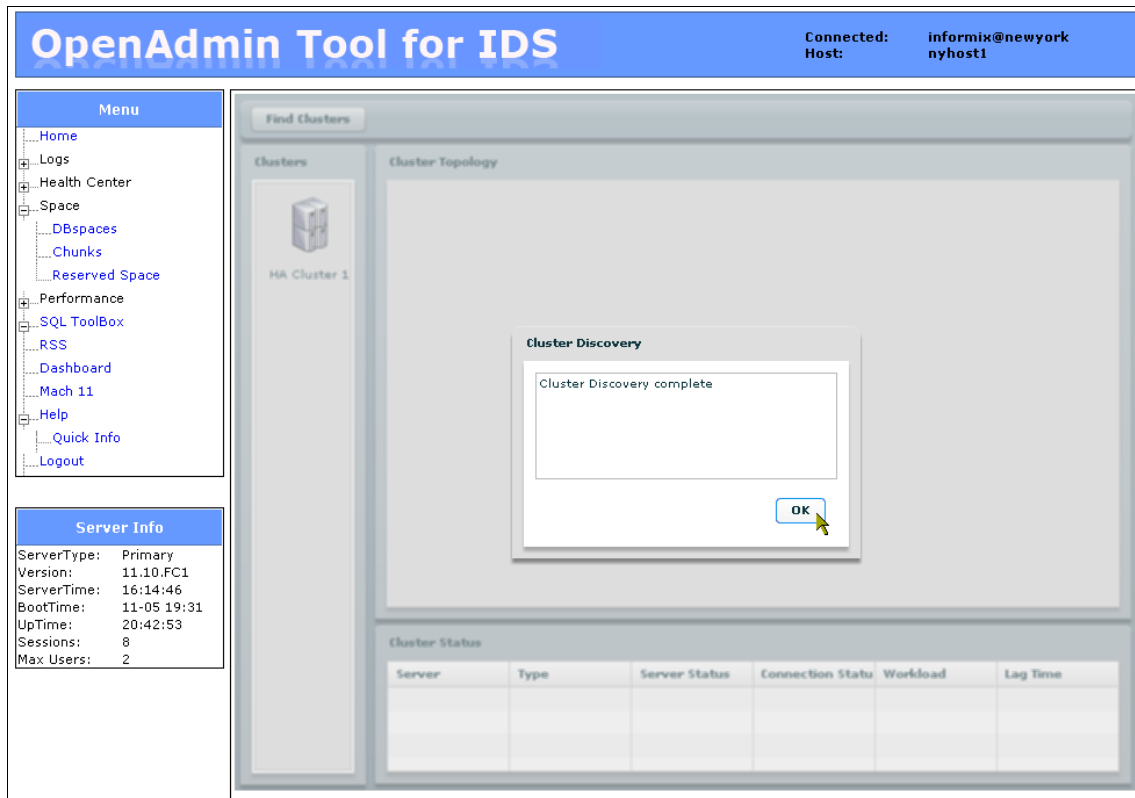 OpenAdmin Tool for IDS
Connected: informix@newyork
Host: nyhost1
Menu
Home
Logs
Health Center
Space
DBspaces
Chunks
Reserved Space
Performance
SQL ToolBox
RSS
Dashboard
Mach 11
Help
Quick Info
Logout
Server Info
ServerType: Primary
Version: 11.10.FC1
ServerTime: 16:14:46
BootTime: 11-05 19:31
UpTime: 20:42:53
Sessions: 8
Max Users: 2
Find Clusters
Clusters
HA Cluster 1
Cluster Topology
Cluster Discovery
Cluster Discovery complete
OK
Cluster Status
Server Type Server Status Connection Statu Workload Lag Time